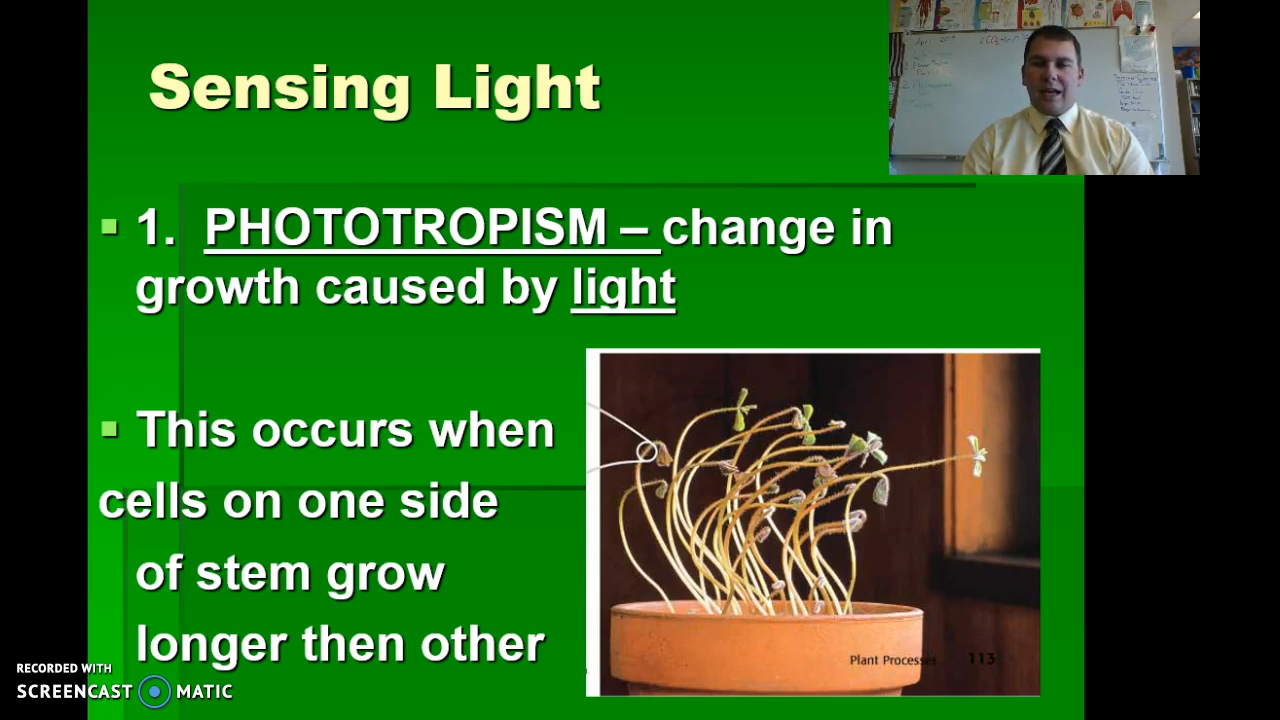 Sensing Light
1. PHOTOTROPISM – change in
growth caused by light
This occurs when
cells on one side
of stem grow
longer then other
Plant Processes 113
RECORDED WITH
SCREENCAST MATIC